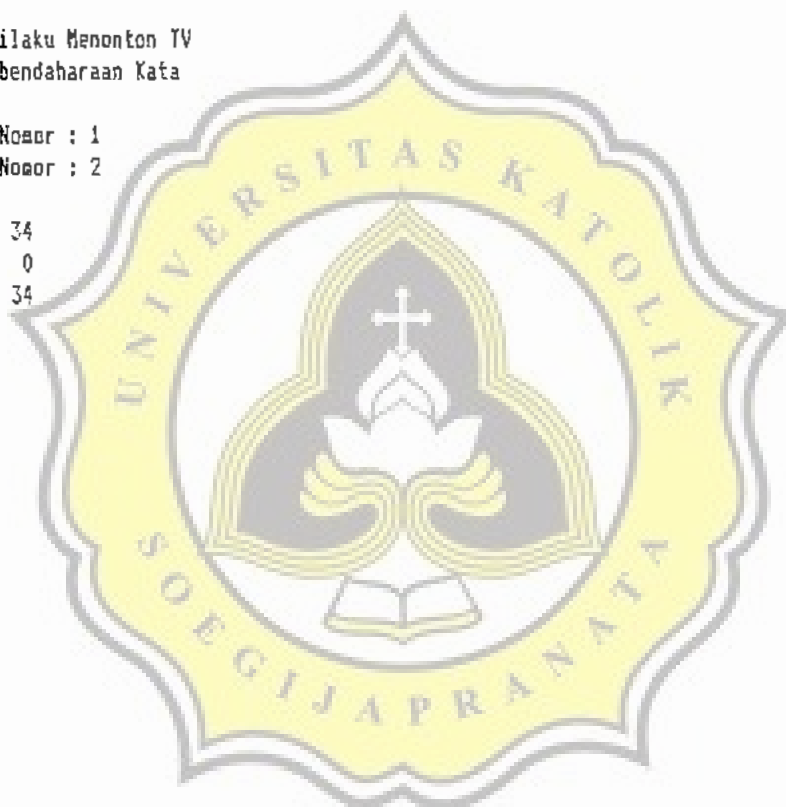 ilaku Menonton TV
bendaharaan Kata
Nomor : 1
Nomor : 2
34
0
34
UNIVERSITAS KATOLIK
SOEGIJAPRANATA